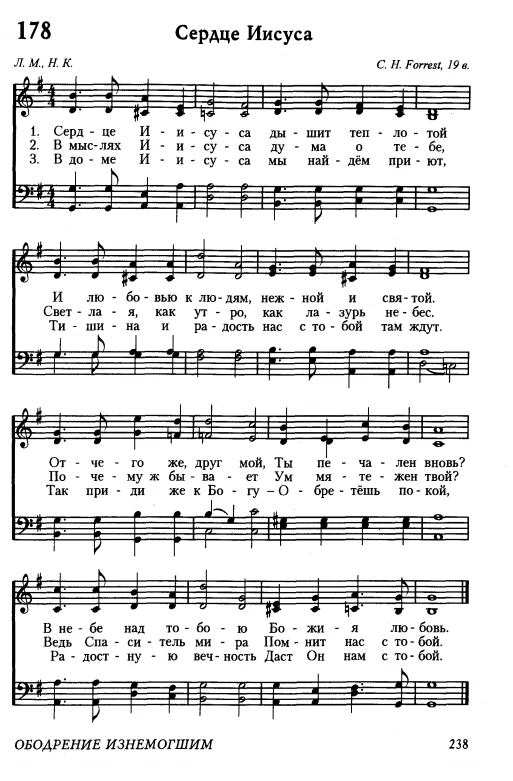 178
Сердце Иисуса
Л. М., Н. К.
C. H. Forrest, 19 в.
1. Серд - це И - и - су - са ды - шит теп - ло - той
2. В мыс - лях И - и - су - са ду - ма о те - бе,
3. В до - ме И - и - су - са мы най - дём при - ют,
И лю - бо - вью к лю - дям, неж - ной и свя - той.
Свет - ла - я, как ут - ро, как ла - зурь не - бес.
Ти - ши - на и ра - дость нас с то - бой там ждут.
От - че - го же, друг мой, Ты пе - ча - лен вновь?
По - че - му ж бы - ва - ет Ум мя - те - жен твой?
Так при - ди же к Бо - гу – О - бре - тёшь по - кой,
В не - бе над то - бо - ю Бо - жи - я лю - бовь.
Ведь Спа - си - тель ми - ра Пом - нит нас с то - бой.
Ра - дост - ну - ю веч - ность Даст Он нам с то - бой.
ОБОДРЕНИЕ ИЗНЕМОГШИМ
238